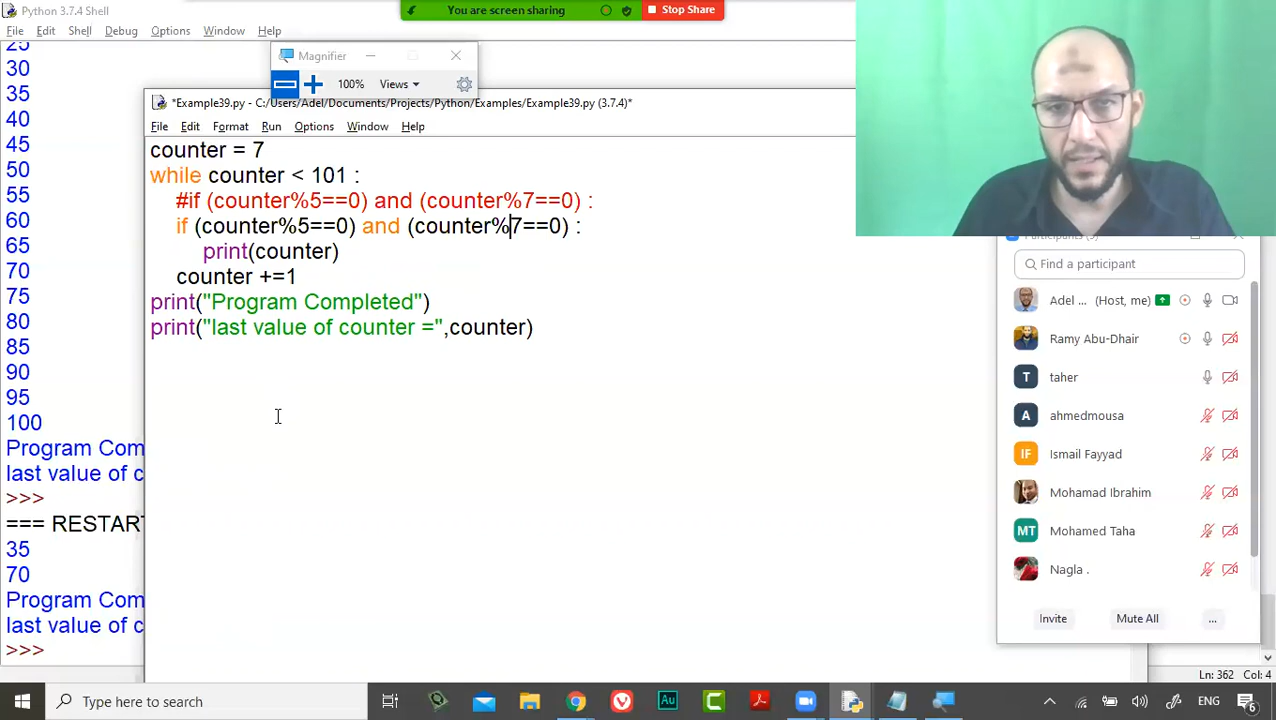 Python 3.7.4 Shell
File Edit Shell Debug Options Window Help
25
30
35
40
45
50
55
60
65
70
75
80
85
90
95
100
Program Com
last value of c
>>>
=== RESTART
35
70
Program Com
last value of c
>>>
You are screen sharing
Stop Share
Magnifier
100% Views
*Example39.py - C:/Users/Adel/Documents/Projects/Python/Examples/Example39.py (3.7.4)*
File Edit Format Run Options Window Help
counter = 7
while counter < 101 :
#if (counter%5==0) and (counter%7==0) :
if (counter%5==0) and (counter%7==0) :
print(counter)
counter +=1
print("Program Completed")
print("last value of counter =",counter)
Find a participant
Adel ... (Host, me)
Ramy Abu-Dhair
T taher
A ahmedmousa
IF Ismail Fayyad
Mohamad Ibrahim
MT Mohamed Taha
Nagla .
Invite Mute All ...
Ln: 362 Col: 4
Type here to search
Au
ENG
6